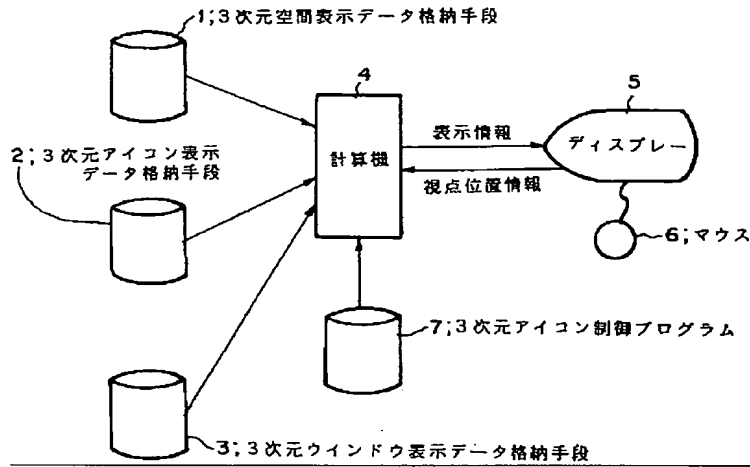 1;3次元空間表示データ格納手段
4
5
表示情報
ディスプレー
2;3次元アイコン表示
データ格納手段
計算機
視点位置情報
6;マウス
7;3次元アイコン制御プログラム
3;3次元ウインドウ表示データ格納手段